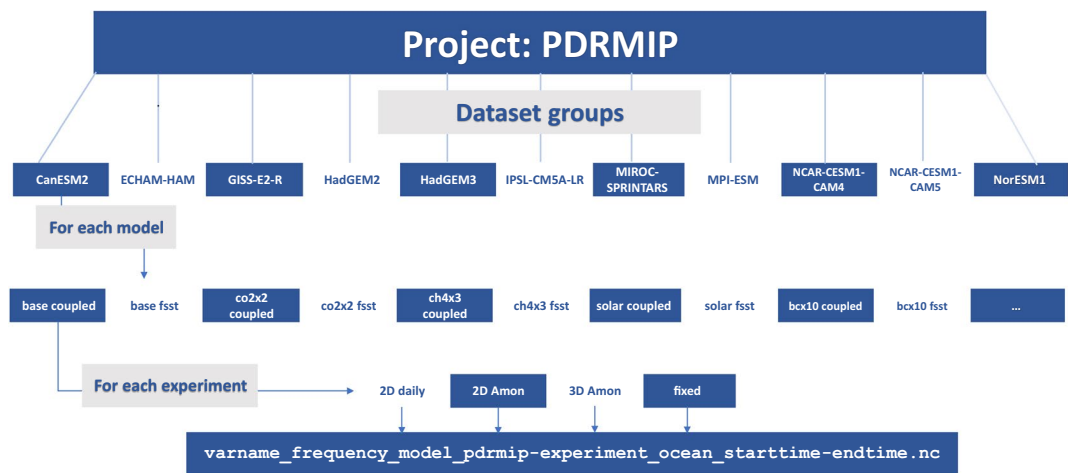 Project: PDRMIP
Dataset groups
CanESM2
ECHAM-HAM
GISS-E2-R
HadGEM2
HadGEM3
IPSL-CM5A-LR
MIROC-
SPRINTARS
MPI-ESM
NCAR-CESM1-
CAM4
NCAR-CESM1-
CAM5
NorESM1
For each model
base coupled
base fsst
co2x2
coupled
co2x2 fsst
ch4x3
coupled
ch4x3 fsst
solar coupled
solar fsst
bcx10 coupled
bcx10 fsst
...
For each experiment
2D daily
2D Amon
3D Amon
fixed
varname_frequency_model_pdrmip-experiment_ocean_starttime-endtime.nc